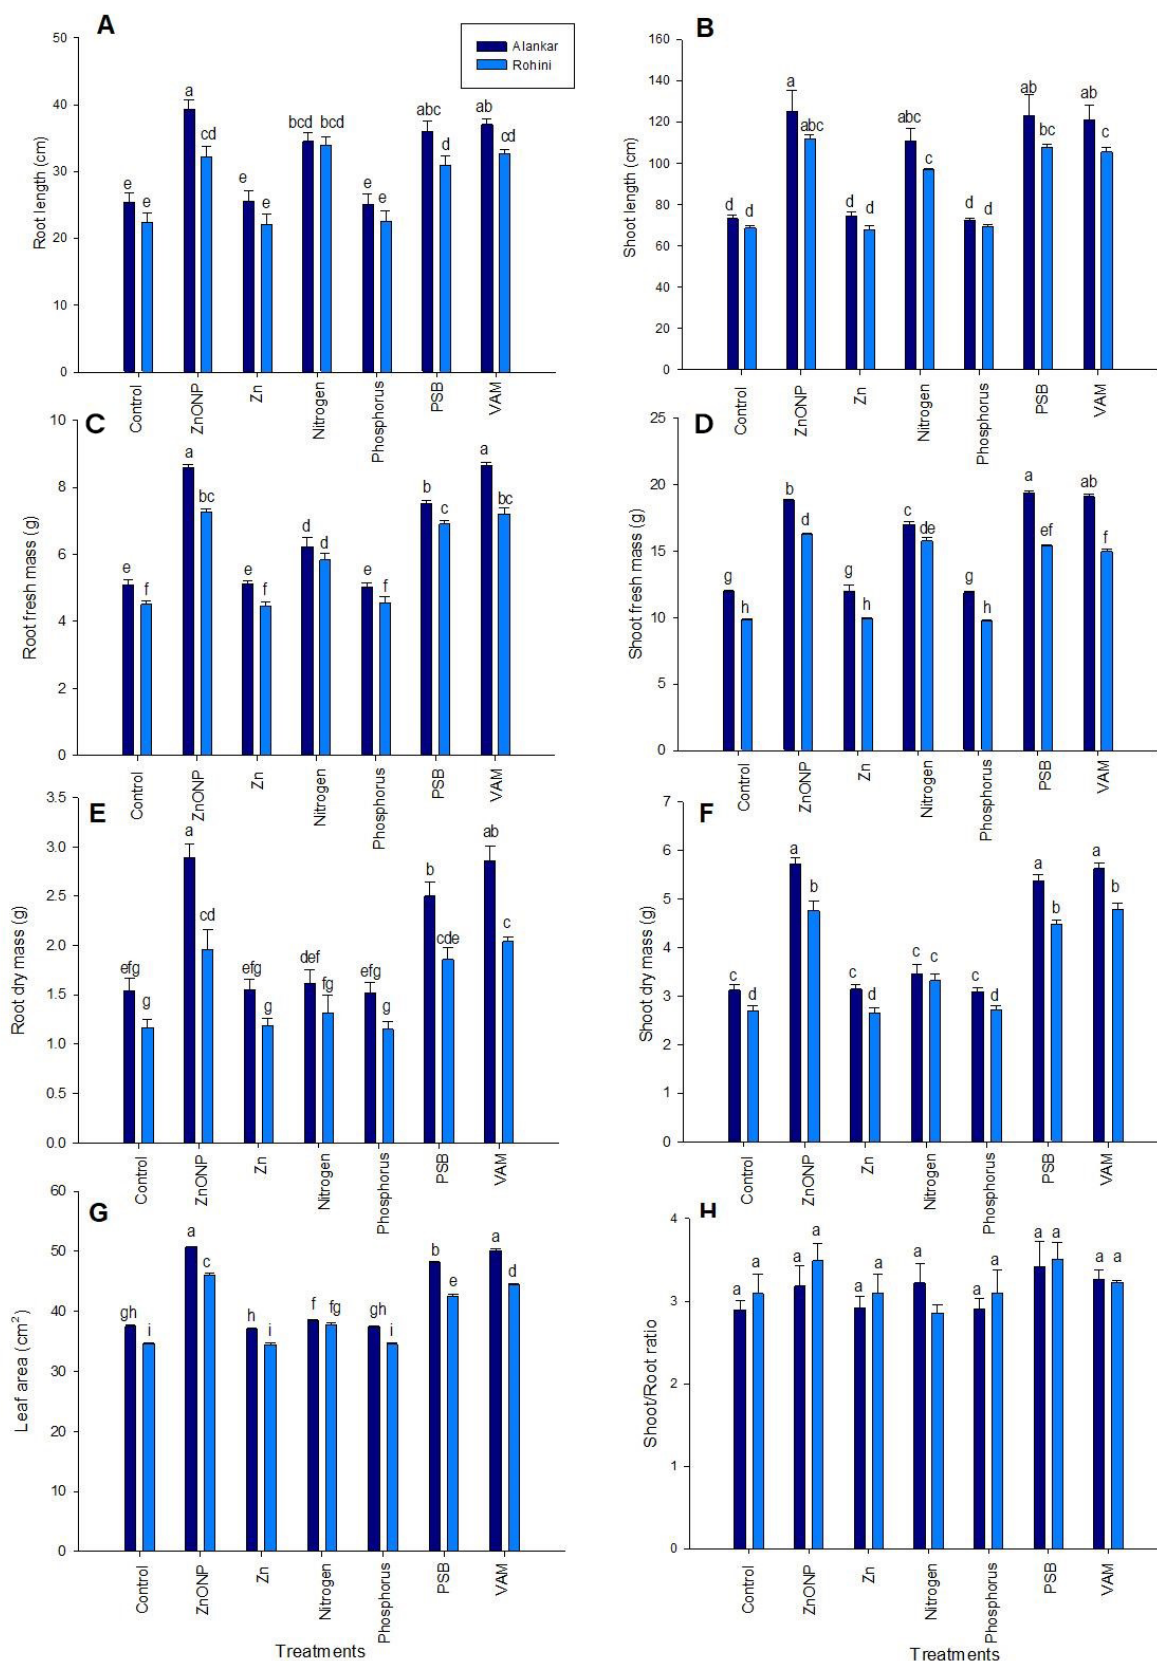 A
Alankar
Rohini
50
40
30
20
10
0
Root length (cm)
e
e
a
cd
e
e
bcd
bcd
e
e
abc
d
ab
cd
Control
ZnONP
Zn
Nitrogen
Phosphorus
PSB
VAM
B
160
140
120
100
80
60
40
20
0
Shoot length (cm)
d
d
a
abc
d
d
abc
c
d
d
ab
bc
ab
c
Control
ZnONP
Zn
Nitrogen
Phosphorus
PSB
VAM
C
10
8
6
4
2
0
Root fresh mass (g)
e
f
a
bc
e
f
d
d
e
f
b
c
a
bc
Control
ZnONP
Zn
Nitrogen
Phosphorus
PSB
VAM
D
25
20
15
10
5
0
Shoot fresh mass (g)
g
h
b
d
g
h
c
de
g
h
a
ef
ab
f
Control
ZnONP
Zn
Nitrogen
Phosphorus
PSB
VAM
E
3.5
3.0
2.5
2.0
1.5
1.0
0.5
0.0
Root dry mass (g)
efg
g
a
cd
efg
g
def
fg
efg
g
b
cde
ab
c
Control
ZnONP
Zn
Nitrogen
Phosphorus
PSB
VAM
F
7
6
5
4
3
2
1
0
Shoot dry mass (g)
c
d
a
b
c
d
c
c
c
d
a
b
a
b
Control
ZnONP
Zn
Nitrogen
Phosphorus
PSB
VAM
G
60
50
40
30
20
10
0
Leaf area (cm²)
gh
i
a
c
h
i
f
fg
gh
i
b
e
a
d
Control
ZnONP
Zn
Nitrogen
Phosphorus
PSB
VAM
Treatments
H
4
3
2
1
0
Shoot/Root ratio
a
a
a
a
a
a
a
a
a
a
a
a
a
a
Control
ZnONP
Zn
Nitrogen
Phosphorus
PSB
VAM
Treatments